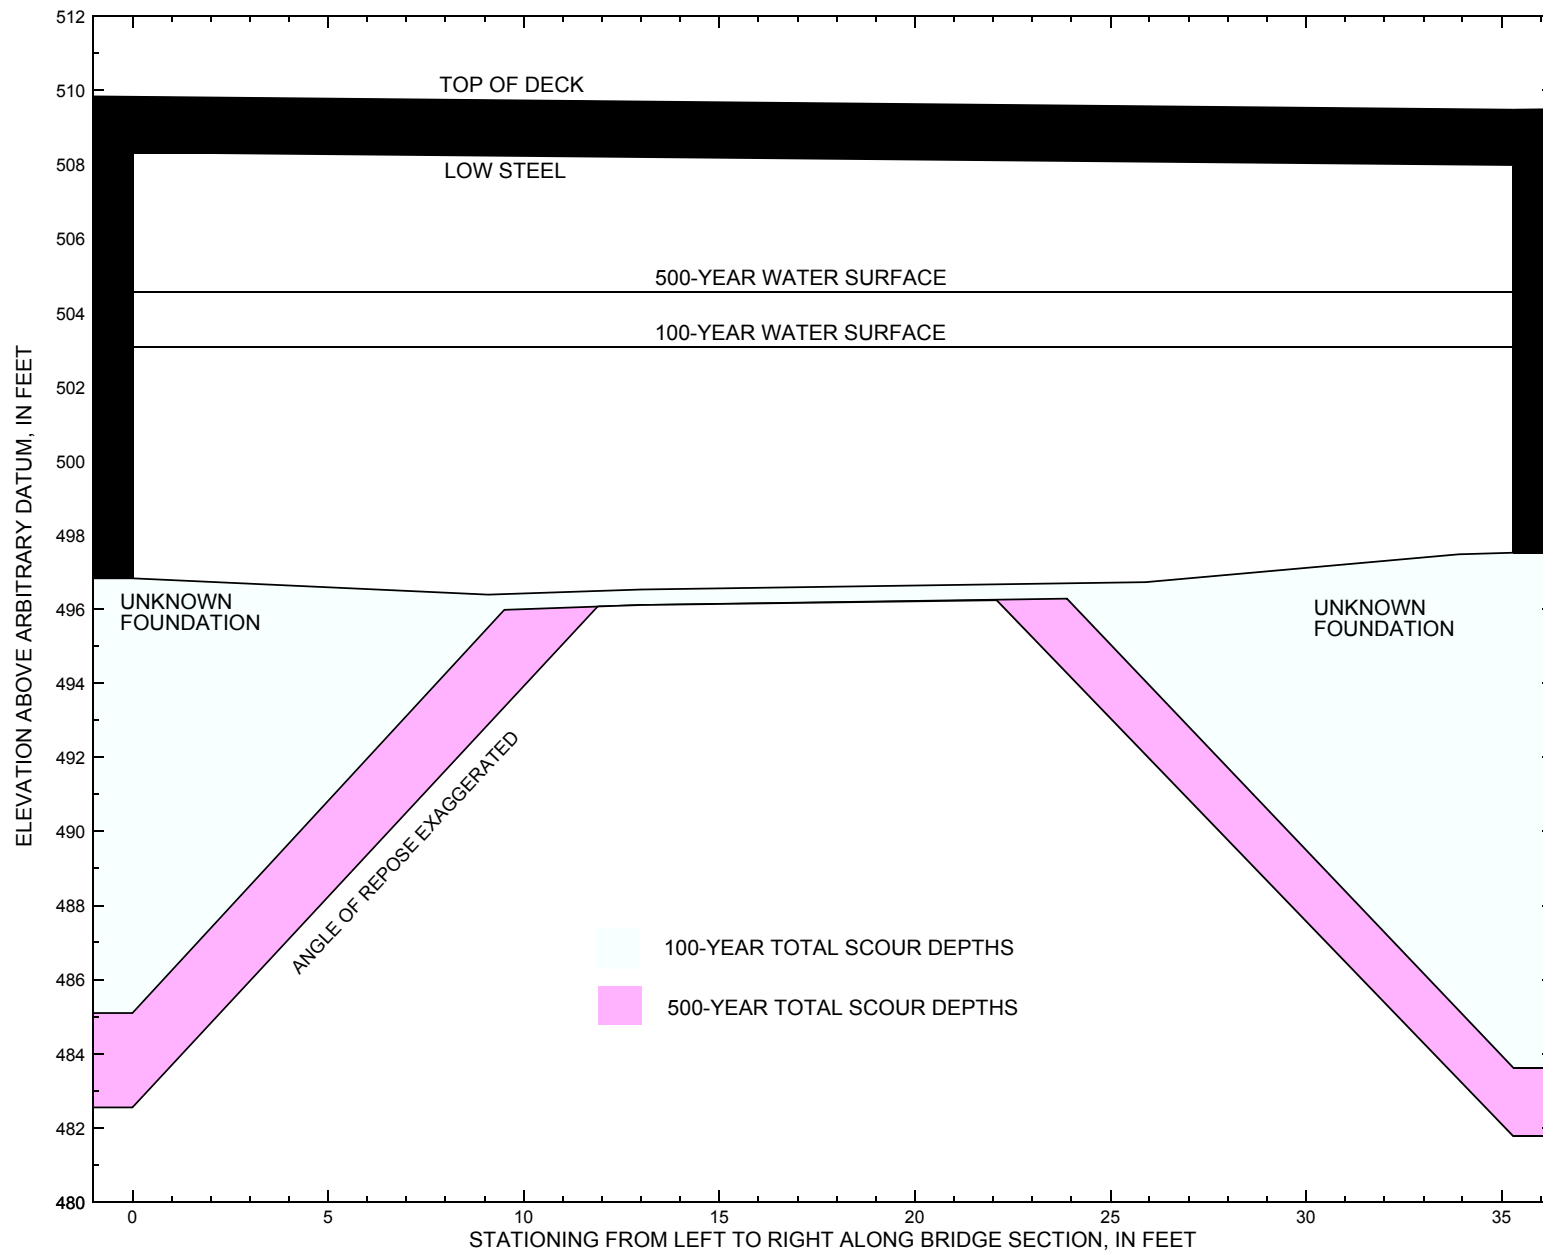 512
510
508
506
504
502
500
498
496
494
492
490
488
486
484
482
480
ELEVATION ABOVE ARBITRARY DATUM, IN FEET
TOP OF DECK
LOW STEEL
500-YEAR WATER SURFACE
100-YEAR WATER SURFACE
UNKNOWN
FOUNDATION
UNKNOWN
FOUNDATION
ANGLE OF REPOSE EXAGGERATED
100-YEAR TOTAL SCOUR DEPTHS
500-YEAR TOTAL SCOUR DEPTHS
0 5 10 15 20 25 30 35
STATIONING FROM LEFT TO RIGHT ALONG BRIDGE SECTION, IN FEET